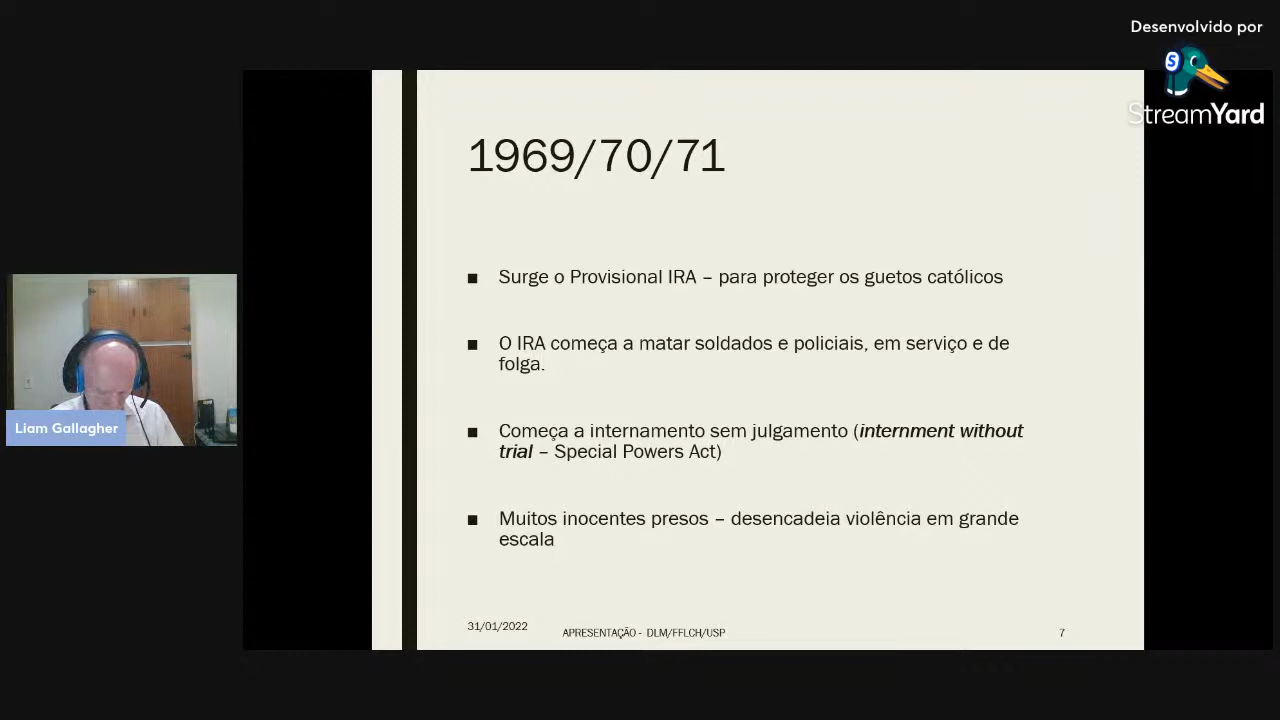 Desenvolvido por
StreamYard
1969/70/71
Surge o Provisional IRA – para proteger os guetos católicos
O IRA começa a matar soldados e policiais, em serviço e de
folga.
Começa a internamento sem julgamento (internment without
trial – Special Powers Act)
Muitos inocentes presos – desencadeia violência em grande
escala
Liam Gallagher
31/01/2022
APRESENTAÇÃO - DLM/FFLCH/USP
7